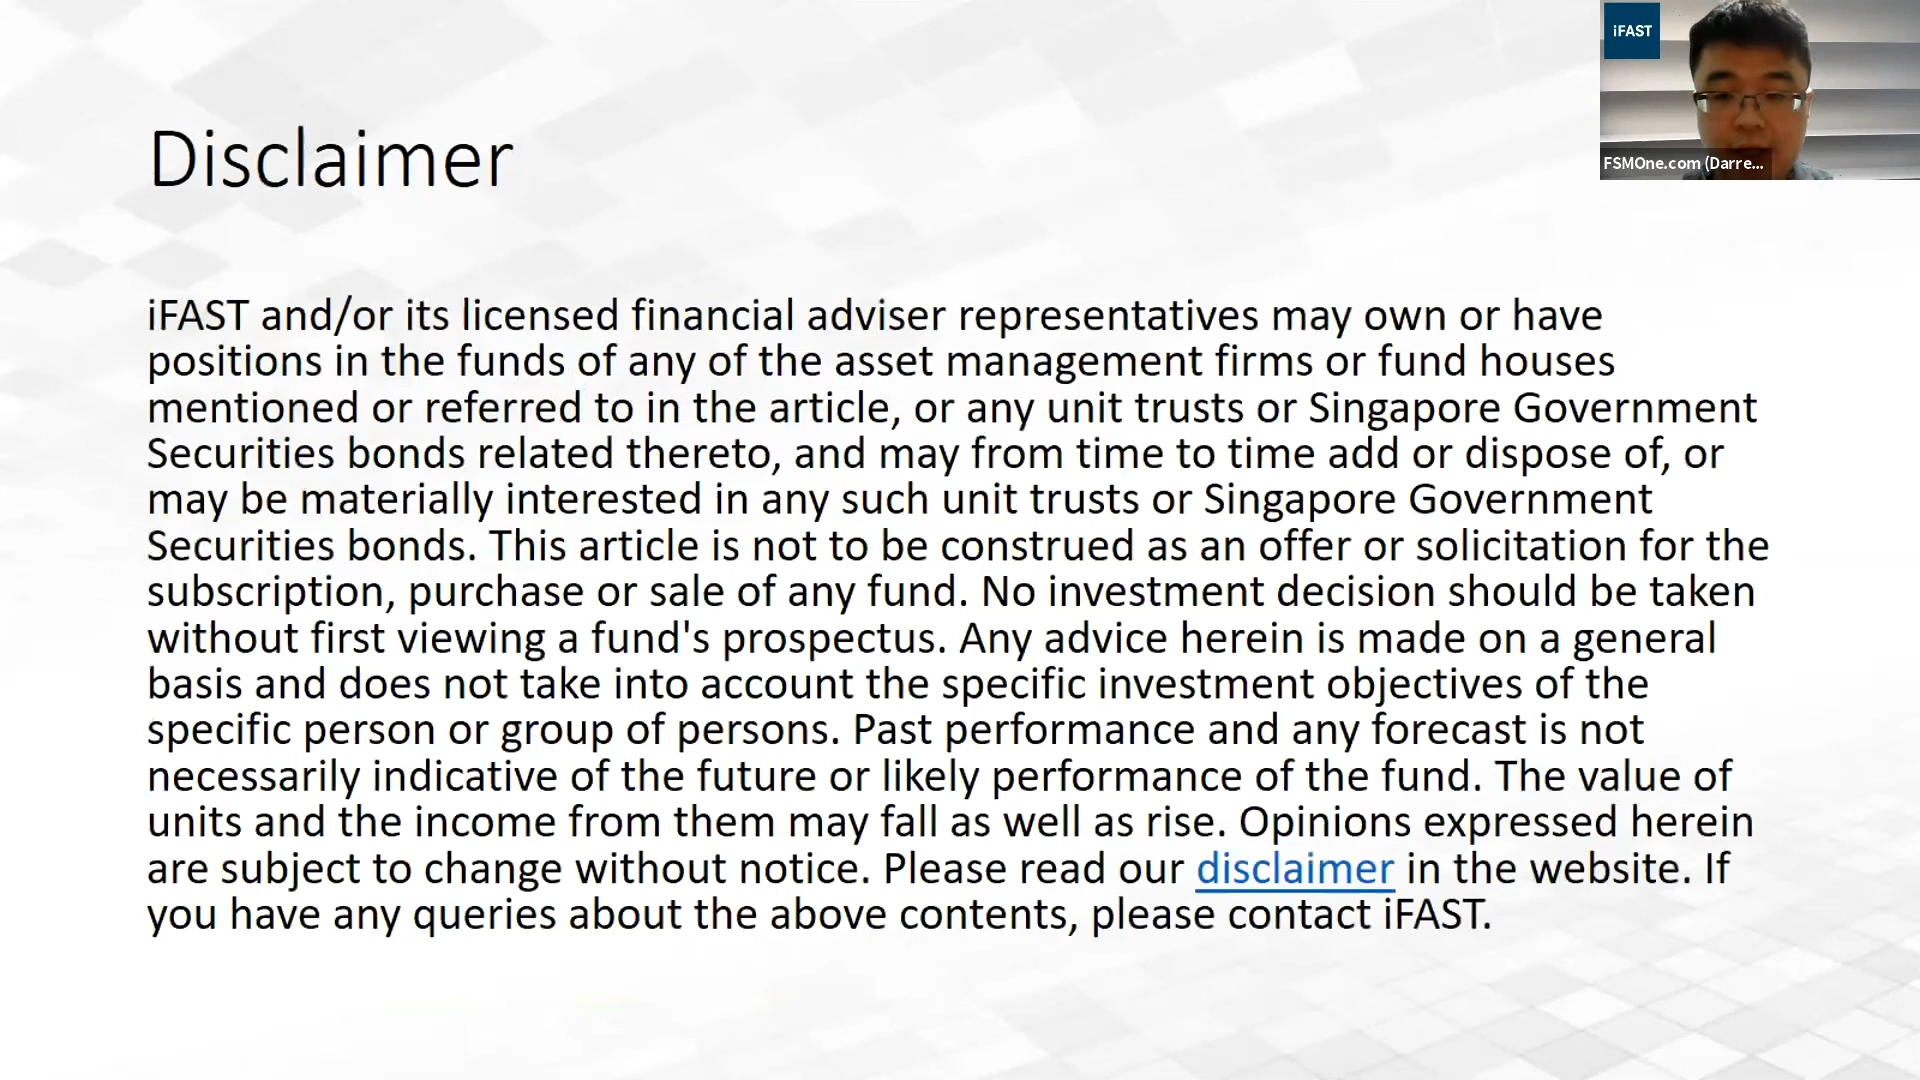 iFAST
FSMOne.com (Darre...
Disclaimer
iFAST and/or its licensed financial adviser representatives may own or have
positions in the funds of any of the asset management firms or fund houses
mentioned or referred to in the article, or any unit trusts or Singapore Government
Securities bonds related thereto, and may from time to time add or dispose of, or
may be materially interested in any such unit trusts or Singapore Government
Securities bonds. This article is not to be construed as an offer or solicitation for the
subscription, purchase or sale of any fund. No investment decision should be taken
without first viewing a fund's prospectus. Any advice herein is made on a general
basis and does not take into account the specific investment objectives of the
specific person or group of persons. Past performance and any forecast is not
necessarily indicative of the future or likely performance of the fund. The value of
units and the income from them may fall as well as rise. Opinions expressed herein
are subject to change without notice. Please read our disclaimer in the website. If
you have any queries about the above contents, please contact iFAST.